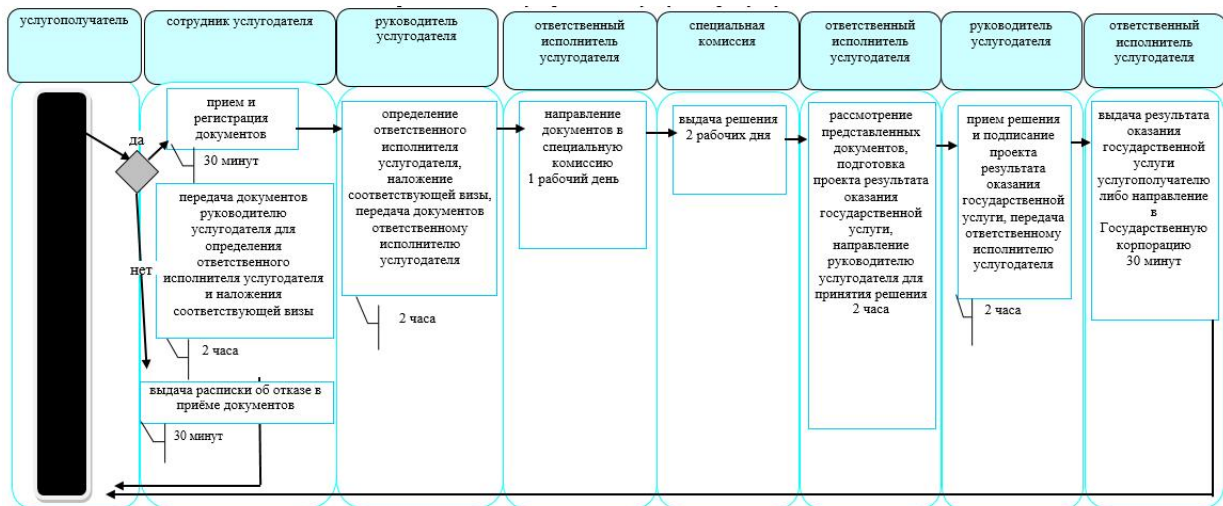 услугополучатель
сотрудник услугодателя
руководитель
услугодателя
ответственный
исполнитель
услугодателя
специальная
комиссия
ответственный
исполнитель
услугодателя
руководитель
услугодателя
ответственный
исполнитель
услугодателя
да
нет
прием и
регистрация
документов
30 минут
передача документов
руководителю
услугодателя для
определения
ответственного
исполнителя услугодателя
и наложения
соответствующей визы
2 часа
выдача расписки об отказе в
приёме документов
30 минут
определение
ответственного
исполнителя
услугодателя,
наложение
соответствующей визы,
передача документов
ответственному
исполнителю
услугодателя
2 часа
направление
документов в
специальную
комиссию
1 рабочий день
выдача решения
2 рабочих дня
рассмотрение
представленных
документов,
подготовка
проекта результата
оказания
государственной
услуги,
направление
руководителю
услугодателя для
принятия решения
2 часа
прием решения
и подписание
проекта
результата
оказания
государственной
услуги, передача
ответственному
исполнителю
услугодателя
2 часа
выдача результата
оказания
государственной
услуги
услугополучателю
либо направление
в
Государственную
корпорацию
30 минут